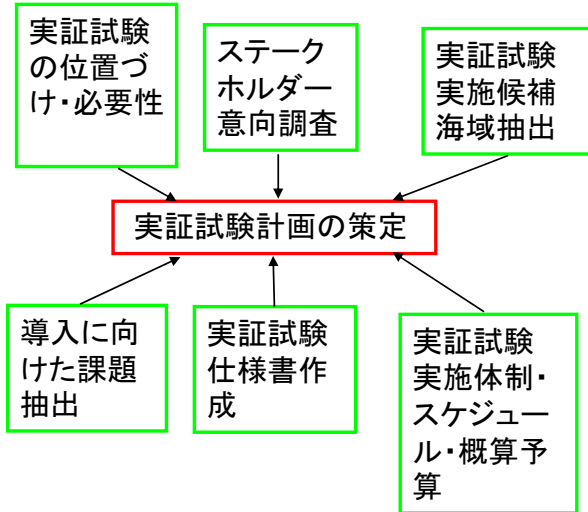 実証試験
の位置づ
け・必要性
ステーク
ホルダー
意向調査
実証試験
実施候補
海域抽出
実証試験計画の策定
導入に向
けた課題
抽出
実証試験
仕様書作
成
実証試験
実施体制・
スケジュー
ル・概算予
算